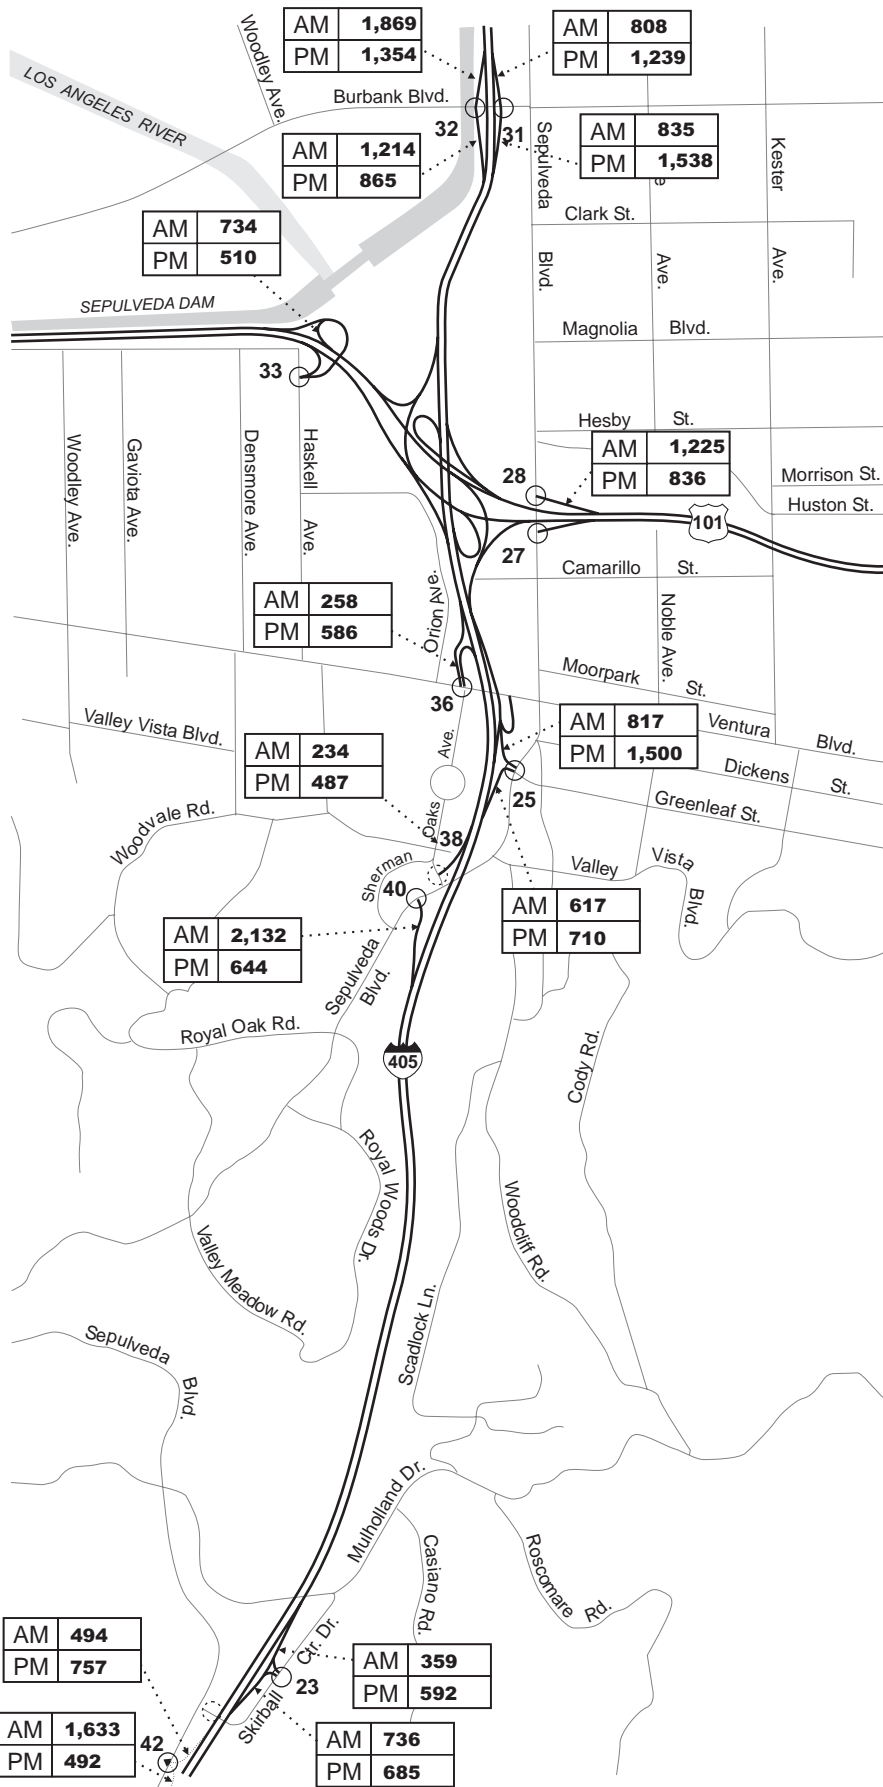 AM 1,869
PM 1,354
AM 808
PM 1,239
Woodley Ave.
LOS ANGELES RIVER
Burbank Blvd.
32
31
AM 1,214
PM 865
AM 835
PM 1,538
Sepulveda
Blvd.
e
Ave.
Kester
Ave.
Clark St.
AM 734
PM 510
SEPULVEDA DAM
Magnolia Blvd.
33
Hesby St.
AM 1,225
PM 836
28
Morrison St.
Huston St.
101
27
Woodley Ave.
Gaviota Ave.
Densmore Ave.
Haskell
Ave.
Camarillo St.
AM 258
PM 586
Orion Ave.
Noble Ave.
Moorpark St.
36
Valley Vista Blvd.
AM 234
PM 487
Ave.
Oaks
Sherman
AM 817
PM 1,500
Ventura Blvd.
Dickens St.
25
Greenleaf St.
Woodvale Rd.
38
Valley Vista Blvd.
40
AM 617
PM 710
AM 2,132
PM 644
Sepulveda
Blvd.
Royal Oak Rd.
405
Cody Rd.
Royal Woods Dr.
Woodcliff Rd.
Valley Meadow Rd.
Scadlock Ln.
Sepulveda
Blvd.
Mulholland Dr.
Casiano Rd.
Roscomare Rd.
AM 494
PM 757
Skirball Ctr. Dr.
23
AM 359
PM 592
AM 1,633
PM 492
42
AM 736
PM 685